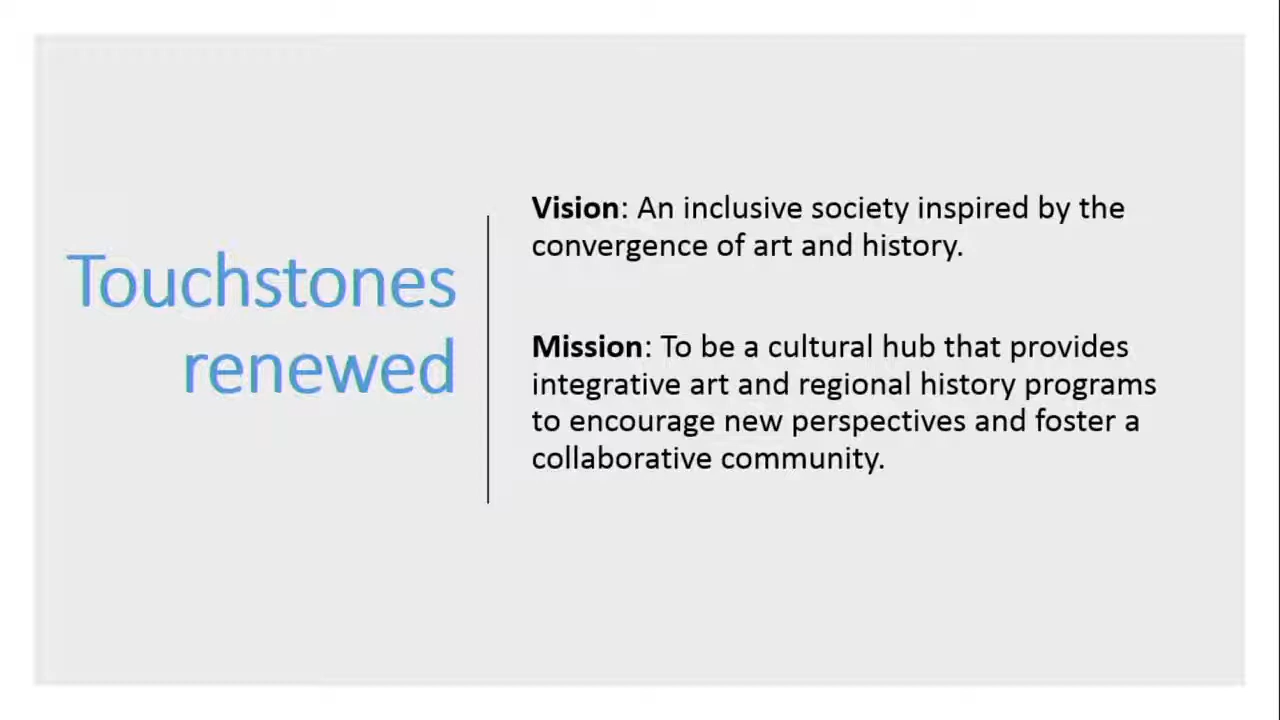 Touchstones
renewed
Vision: An inclusive society inspired by the
convergence of art and history.
Mission: To be a cultural hub that provides
integrative art and regional history programs
to encourage new perspectives and foster a
collaborative community.